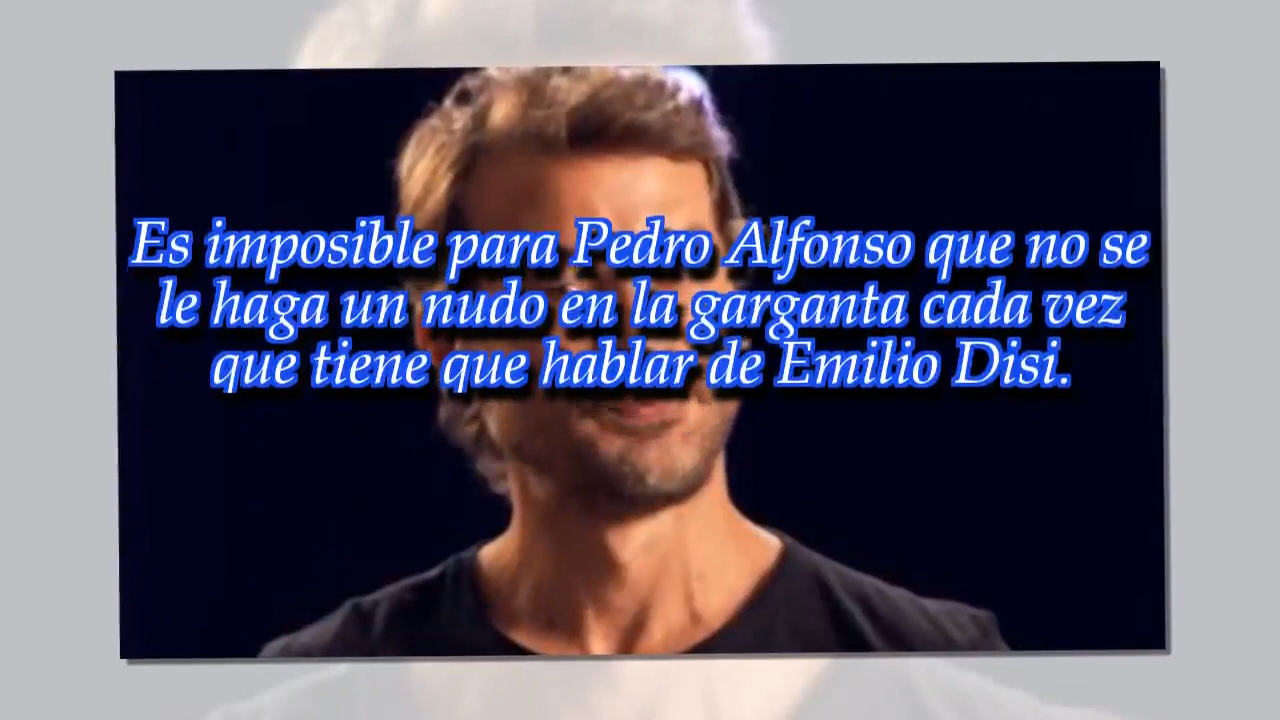 Es imposible para Pedro Alfonso que no se
le haga un nudo en la garganta cada vez
que tiene que hablar de Emilio Disi.